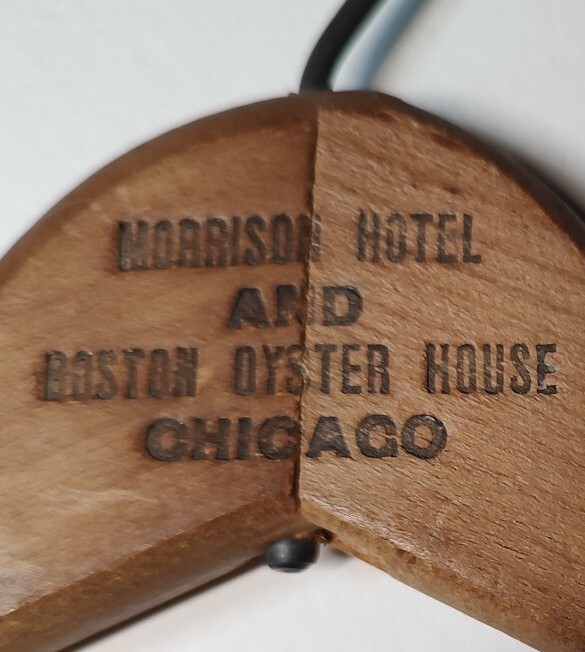 MORRISON HOTEL
AND
BOSTON OYSTER HOUSE
CHICAGO